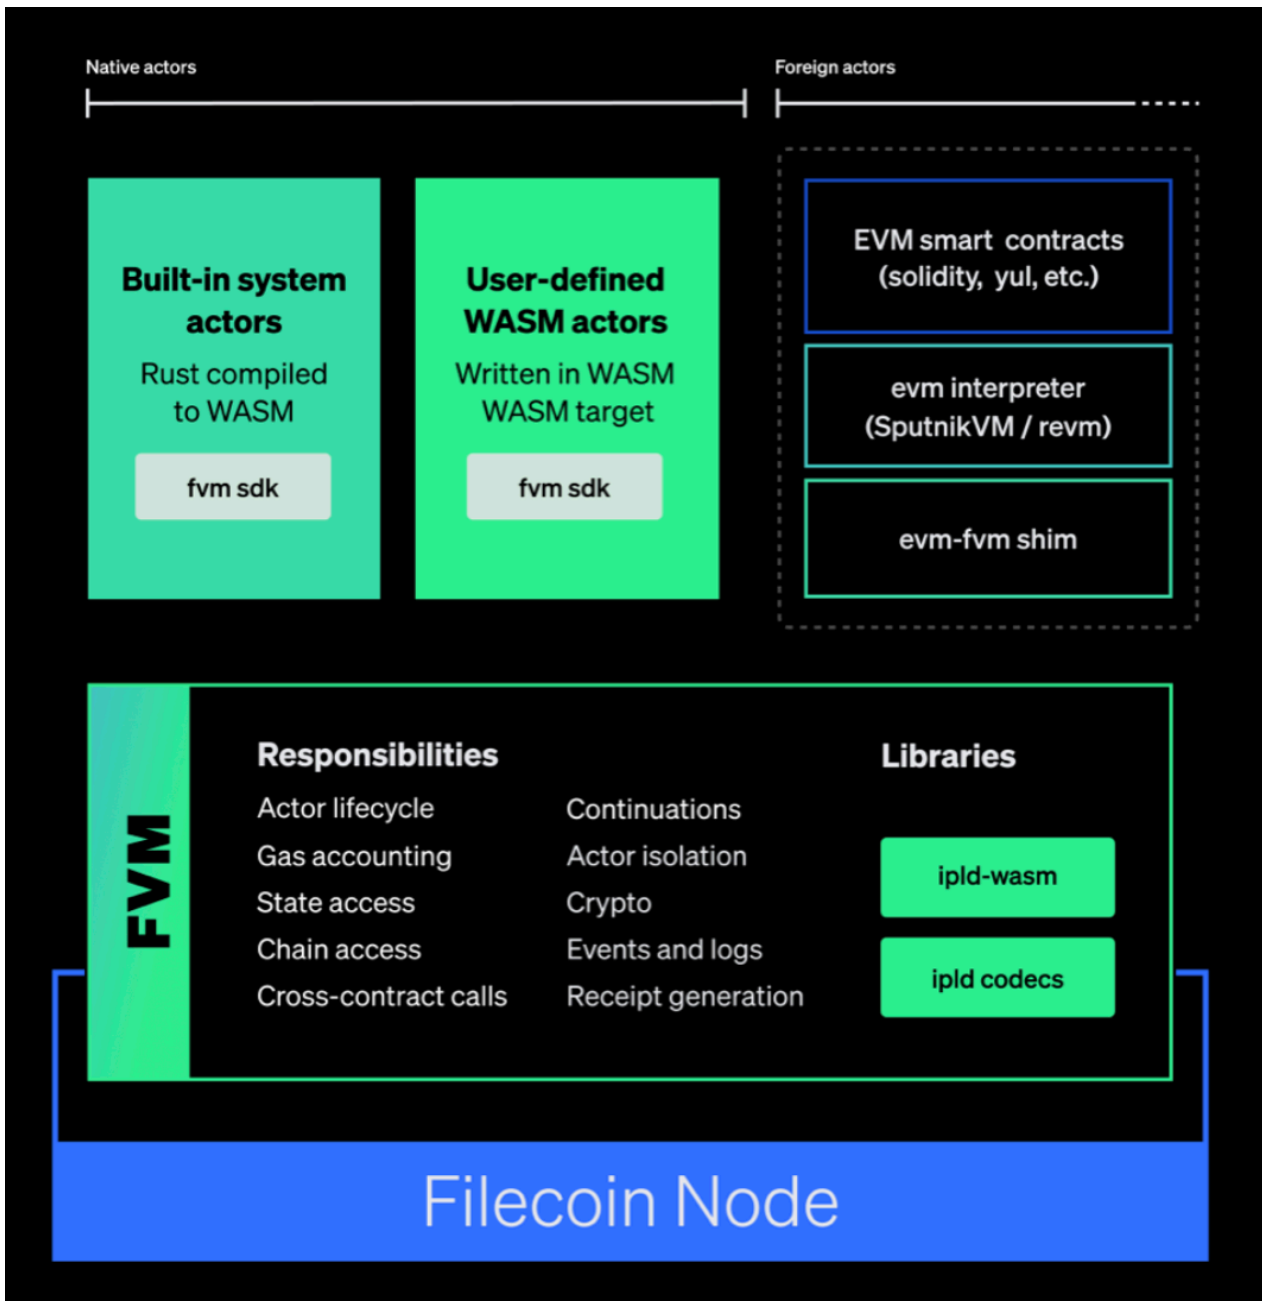 Native actors
Foreign actors
Built-in system
actors
Rust compiled
to WASM
fvm sdk
User-defined
WASM actors
Written in WASM
WASM target
fvm sdk
EVM smart contracts
(solidity, yul, etc.)
evm interpreter
(SputnikVM / revm)
evm-fvm shim
FVM
Responsibilities
Actor lifecycle
Gas accounting
State access
Chain access
Cross-contract calls
Continuations
Actor isolation
Crypto
Events and logs
Receipt generation
Libraries
ipld-wasm
ipld codecs
Filecoin Node